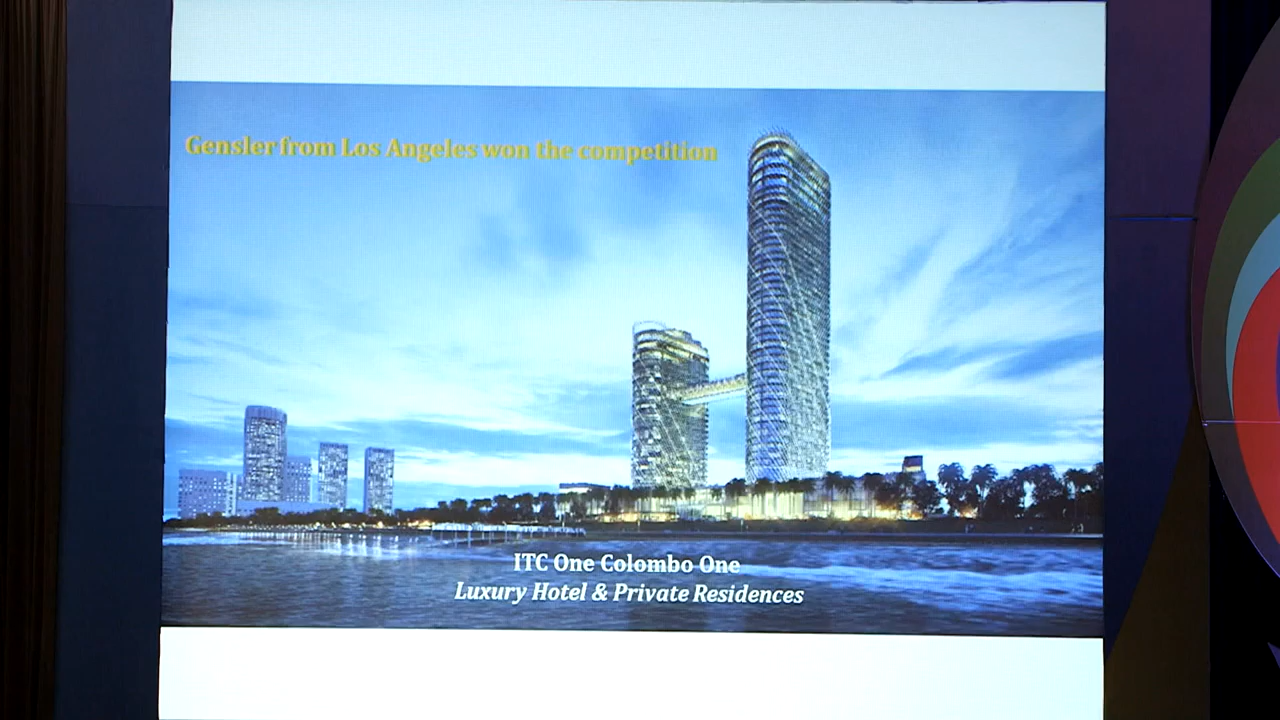 Gensler from Los Angeles won the competition
ITC One Colombo One
Luxury Hotel & Private Residences